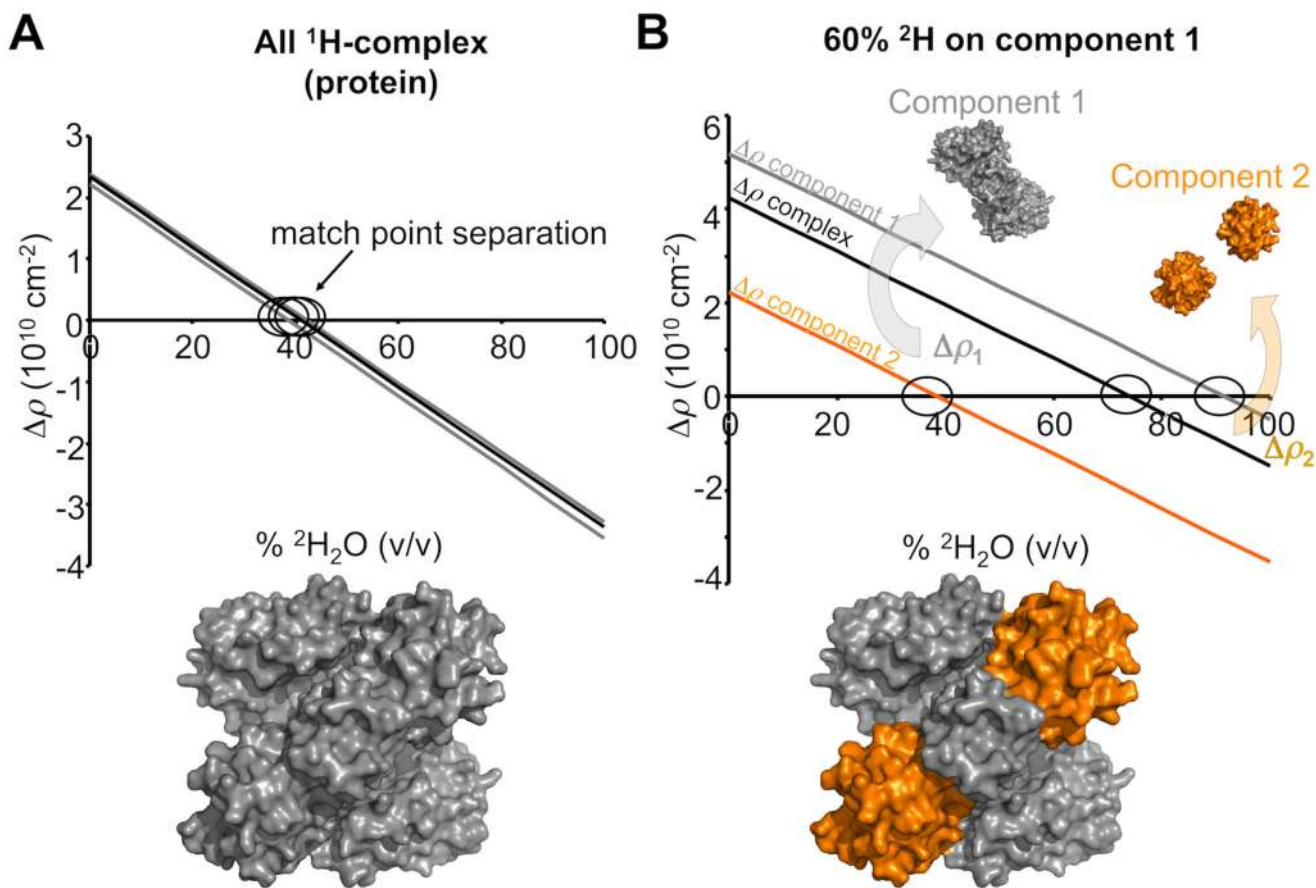 A
All ¹H-complex
(protein)
Δρ (10¹⁰ cm⁻²)
3
2
1
0
-1
-2
-3
-4
match point separation
0 20 40 60 80 100
% ²H₂O (v/v)
B
60% ²H on component 1
Δρ (10¹⁰ cm⁻²)
6
4
2
0
-2
-4
Component 1
Component 2
Δρ component 1
Δρ complex
Δρ component 2
Δρ₁
Δρ₂
0 20 40 60 80 100
% ²H₂O (v/v)